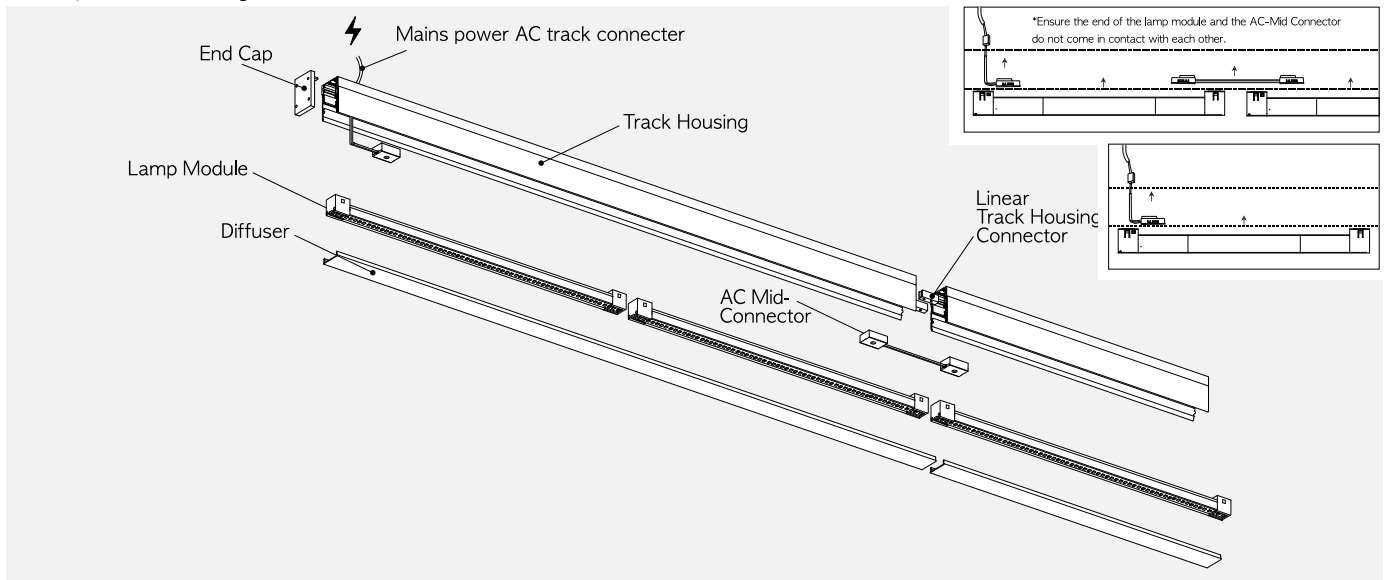 *Ensure the end of the lamp module and the AC-Mid Connector
do not come in contact with each other.
Mains power AC track connecter
End Cap
Track Housing
Lamp Module
Linear
Track Housing
Connector
Diffuser
AC Mid-
Connector